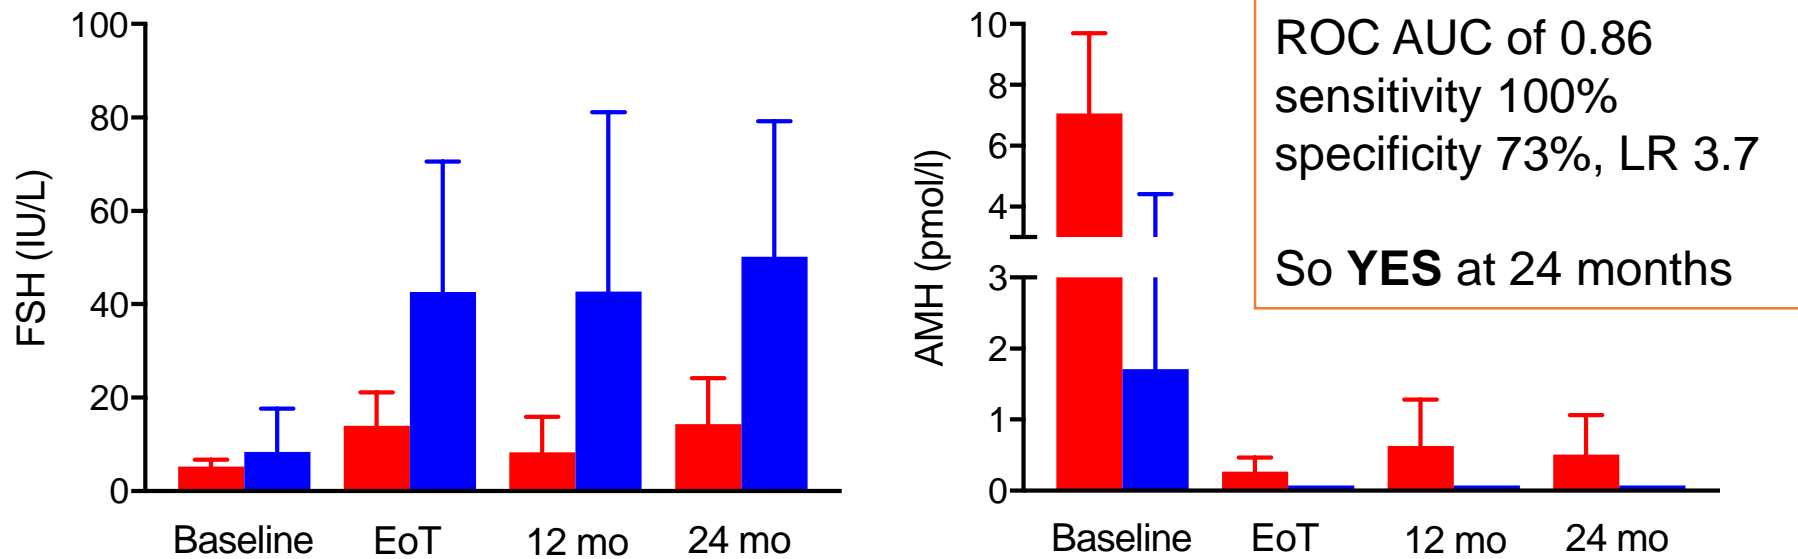 FSH (IU/L)
100
80
60
40
20
0
Baseline EoT 12 mo 24 mo
AMH (pmol/l)
10
8
6
4
3
2
1
0
Baseline EoT 12 mo 24 mo
ROC AUC of 0.86
sensitivity 100%
specificity 73%, LR 3.7
So YES at 24 months